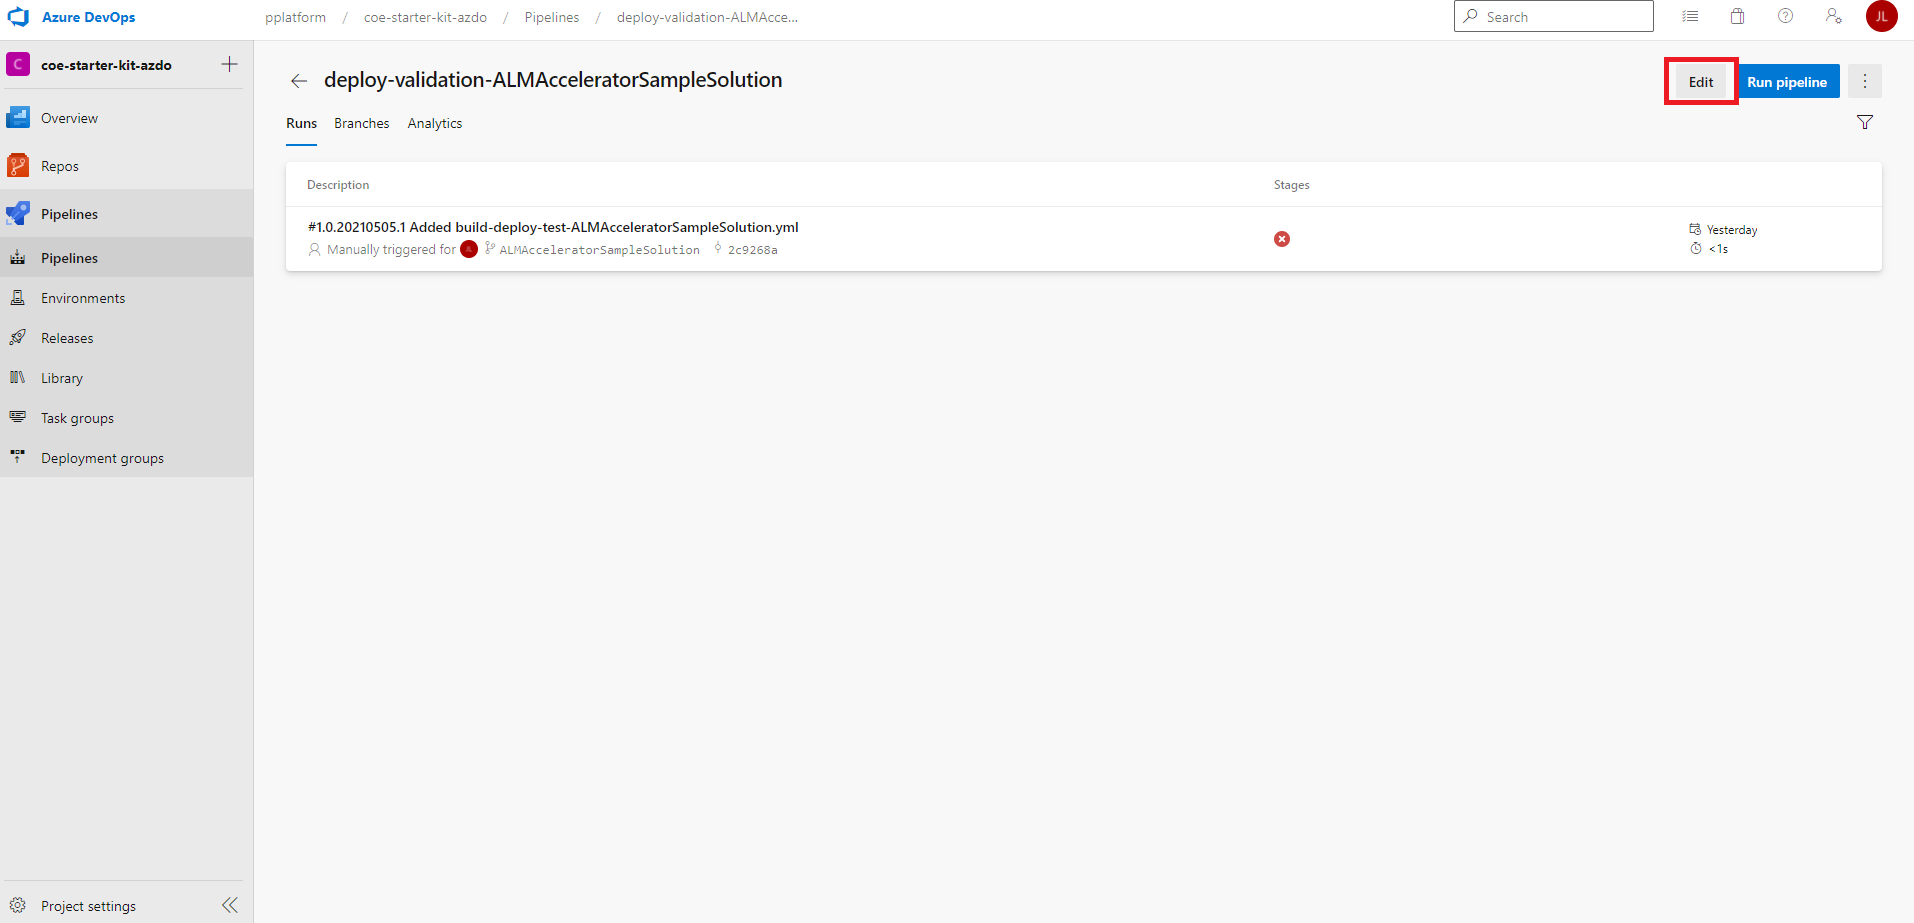 Azure DevOps
pplatform / coe-starter-kit-azdo / Pipelines / deploy-validation-ALMAcce...
Search
JL
C coe-starter-kit-azdo
Overview
Repos
Pipelines
Pipelines
Environments
Releases
Library
Task groups
Deployment groups
Project settings
deploy-validation-ALMAcceleratorSampleSolution
Edit
Run pipeline
Runs Branches Analytics
Description Stages
#1.0.20210505.1 Added build-deploy-test-ALMAcceleratorSampleSolution.yml
Manually triggered for A ALMAcceleratorSampleSolution 2c9268a
Yesterday
<1s